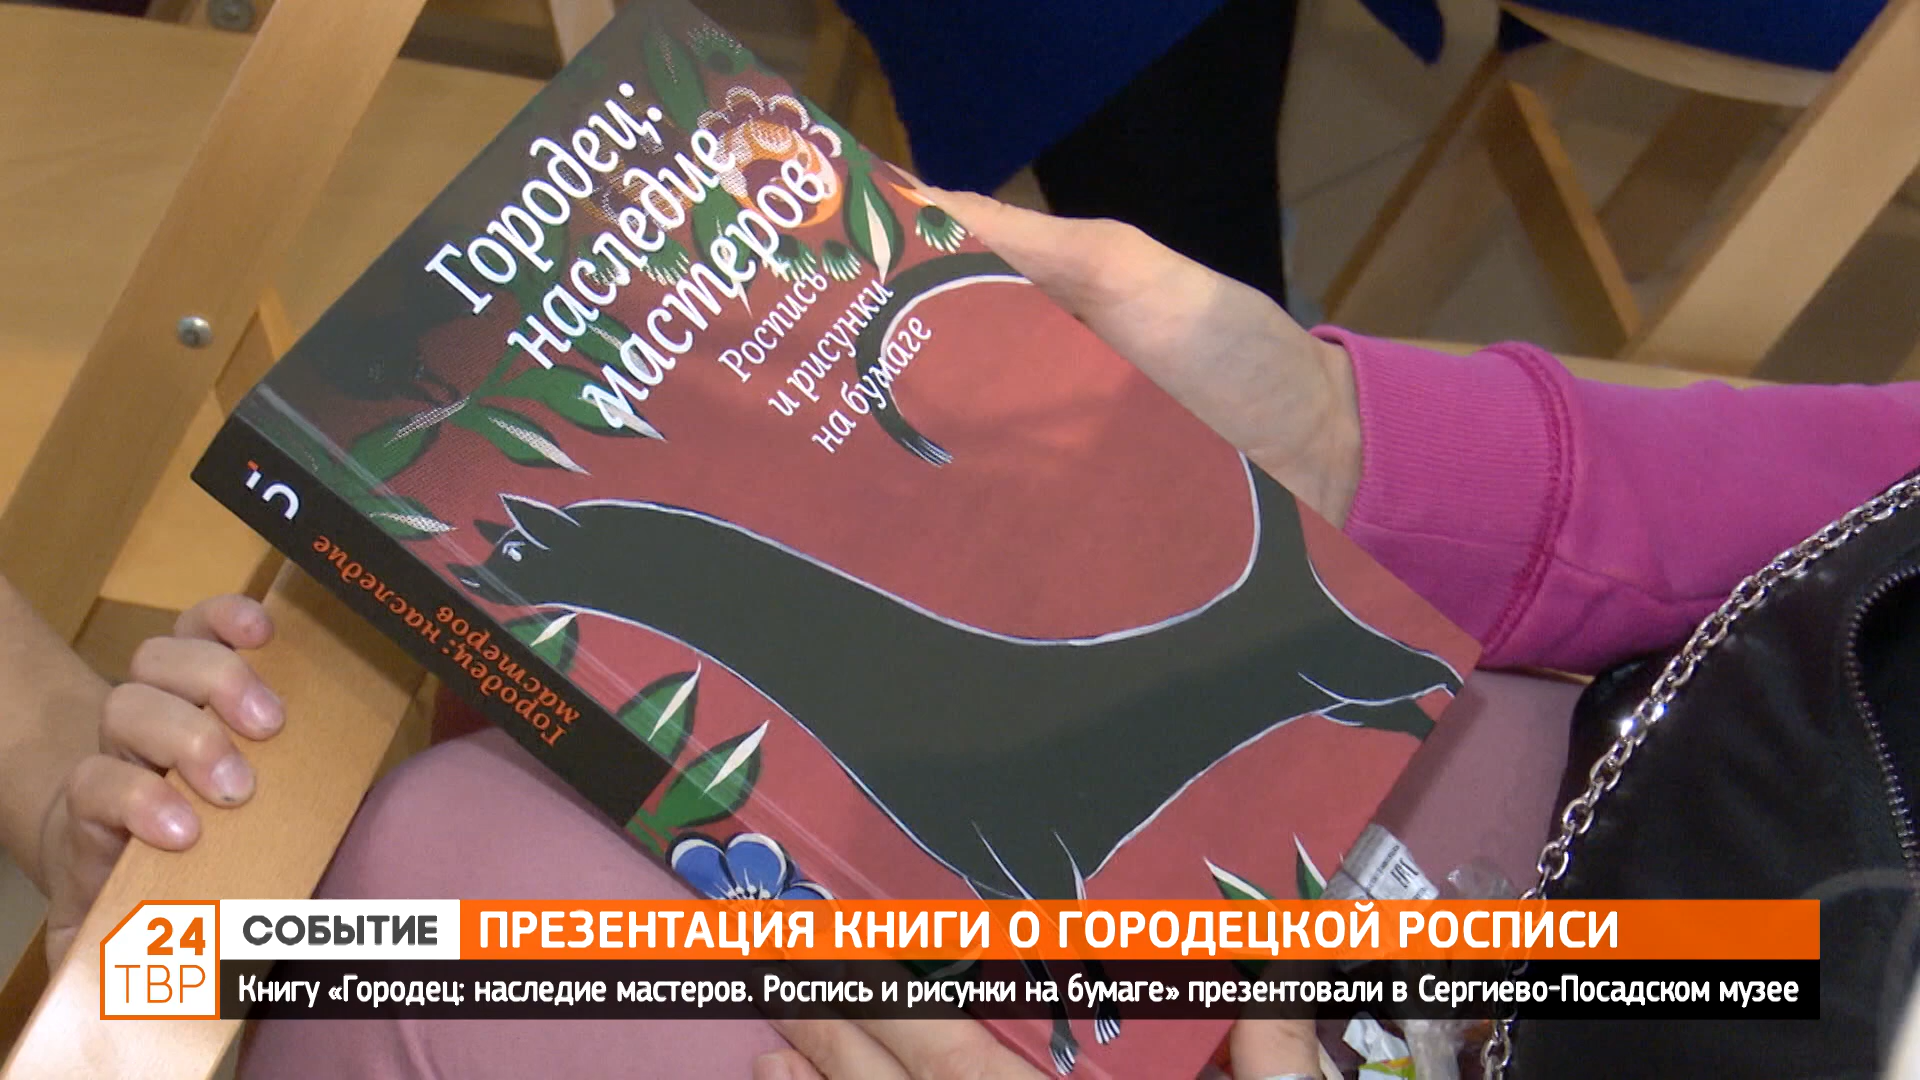 Городец:
наследие
мастеров
Роспись
и рисунки
на бумаге
Городец: наследие
мастеров
24
ТВР
СОБЫТИЕ
ПРЕЗЕНТАЦИЯ КНИГИ О ГОРОДЕЦКОЙ РОСПИСИ
Книгу «Городец: наследие мастеров. Роспись и рисунки на бумаге» презентовали в Сергиево-Посадском музее